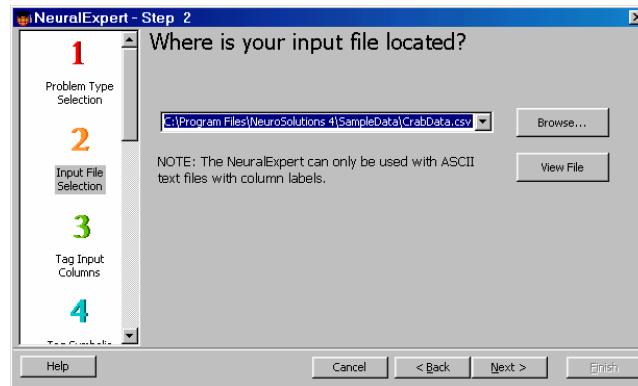 NeuralExpert - Step 2
1
Problem Type
Selection
2
Input File
Selection
3
Tag Input
Columns
4
Where is your input file located?
C:\Program Files\NeuroSolutions 4\SampleData\CrabData.csv
Browse...
NOTE: The NeuralExpert can only be used with ASCII
text files with column labels.
View File
Help
Cancel
< Back
Next >
Finish